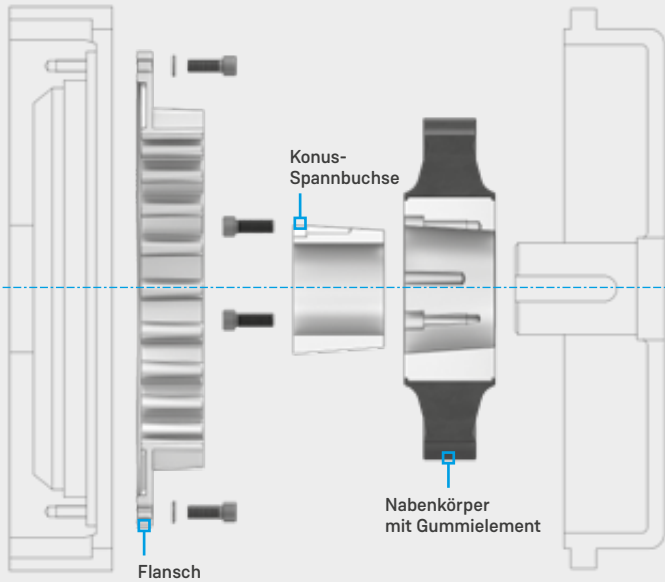 Konus-
Spannbuchse
Nabenkörper
mit Gummielement
Flansch